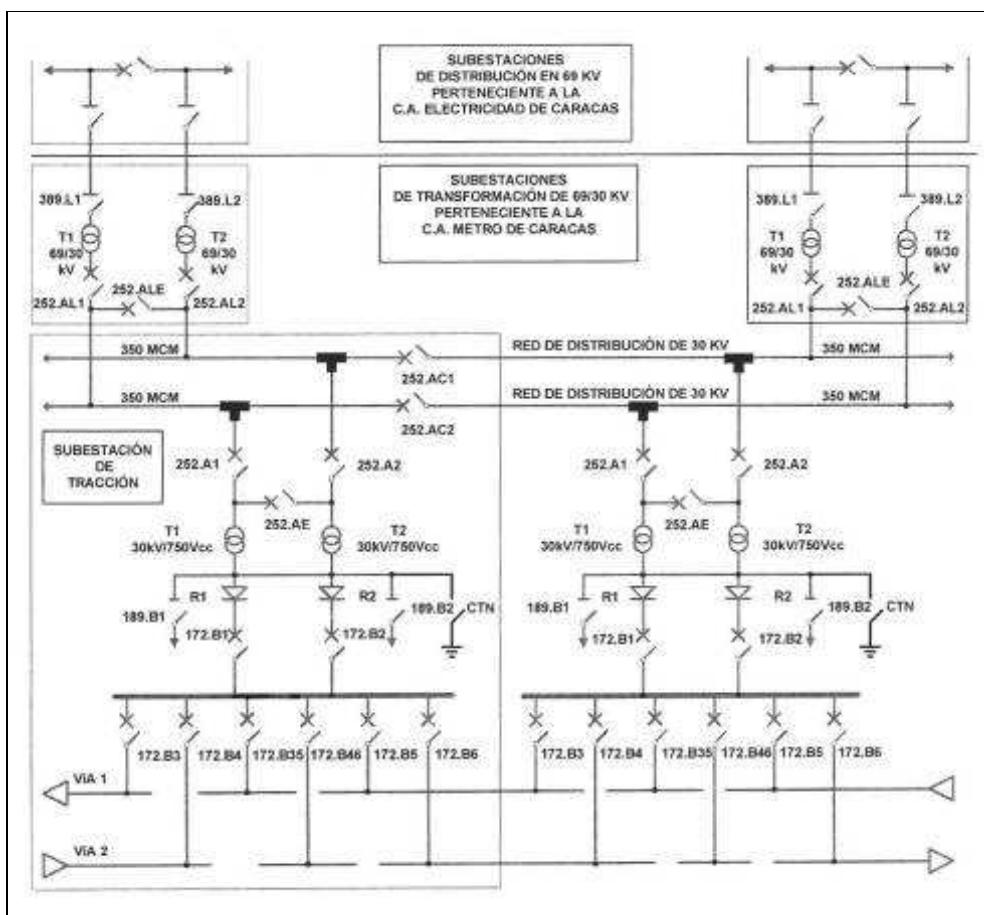 SUBESTACIONES
DE DISTRIBUCIÓN EN 69 KV
PERTENECIENTE A LA
C.A. ELECTRICIDAD DE CARACAS
SUBESTACIONES
DE TRANSFORMACIÓN DE 69/30 KV
PERTENECIENTE A LA
C.A. METRO DE CARACAS
389.L1
389.L2
T1
69/30
kV
T2
69/30
kV
252.ALE
252.AL1
252.AL2
389.L1
389.L2
T1
69/30
kV
T2
69/30
kV
252.ALE
252.AL1
252.AL2
350 MCM
252.AC1
RED DE DISTRIBUCIÓN DE 30 KV
350 MCM
350 MCM
252.AC2
RED DE DISTRIBUCIÓN DE 30 KV
350 MCM
SUBESTACIÓN
DE
TRACCIÓN
252.A1
252.A2
252.AE
T1
30kV/750Vcc
T2
30kV/750Vcc
R1
R2
189.B1
189.B2
CTN
172.B1
172.B2
252.A1
252.A2
252.AE
T1
30kV/750Vcc
T2
30kV/750Vcc
R1
R2
189.B1
189.B2
CTN
172.B1
172.B2
172.B3 172.B4 172.B35 172.B46 172.B5 172.B6
172.B3 172.B4 172.B35 172.B46 172.B5 172.B6
VíA 1
VíA 2